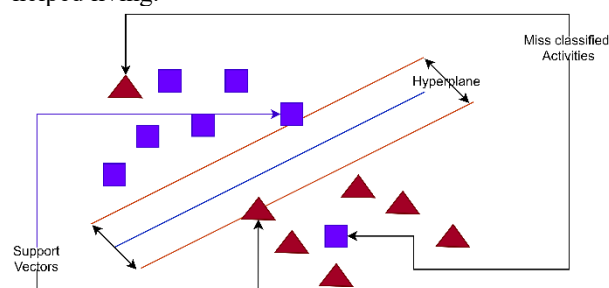 helped living.
Miss classified
Activities
Hyperplane
Support
Vectors